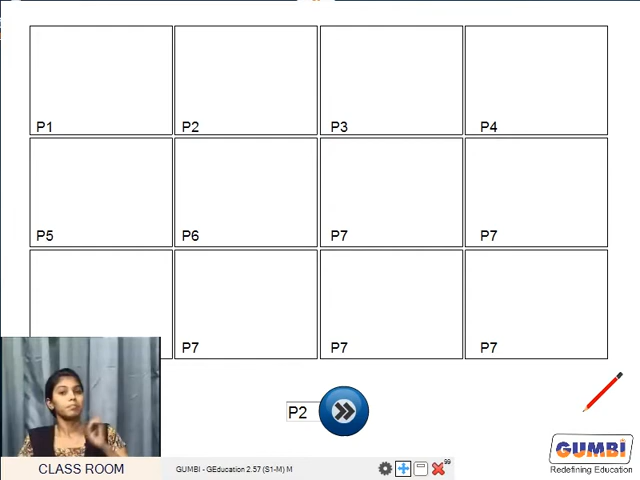 P1 P2 P3 P4
P5 P6 P7 P7
P7 P7 P7
P2
GUMBI
Redefining Education
CLASS ROOM
GUMBI - GEducation 2.57 (S1-M) M
99